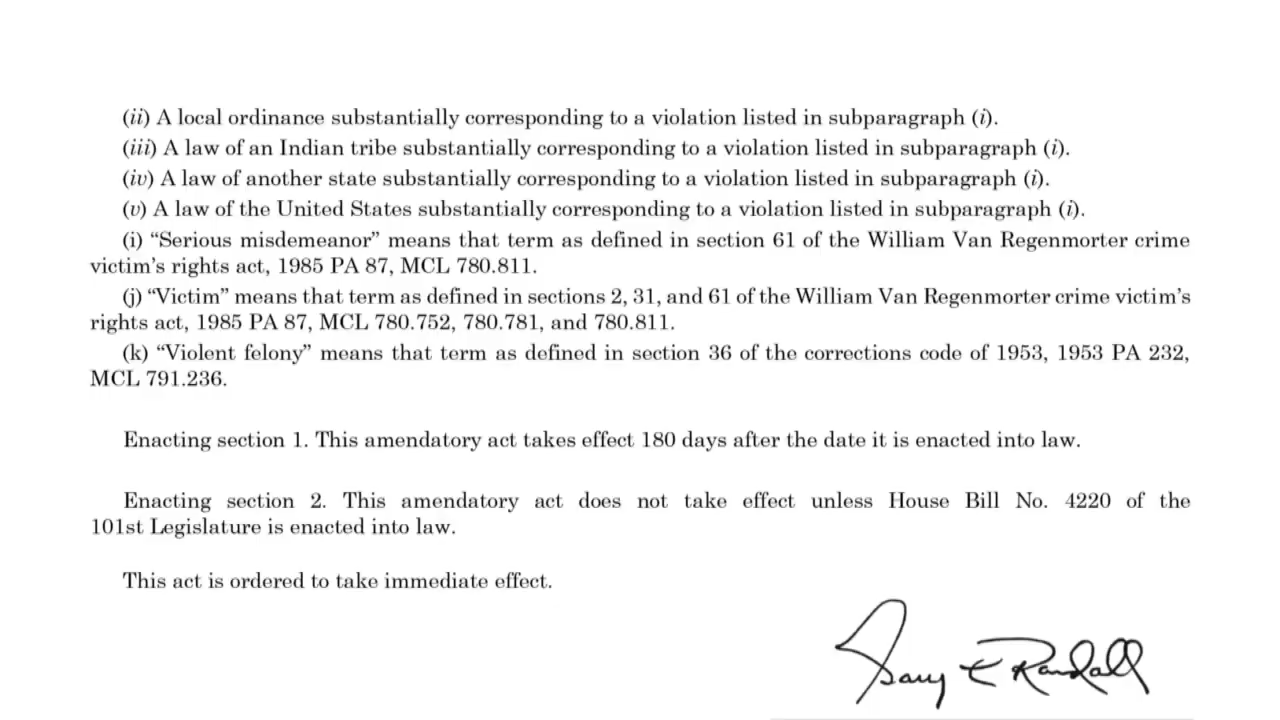 (ii) A local ordinance substantially corresponding to a violation listed in subparagraph (i).
(iii) A law of an Indian tribe substantially corresponding to a violation listed in subparagraph (i).
(iv) A law of another state substantially corresponding to a violation listed in subparagraph (i).
(v) A law of the United States substantially corresponding to a violation listed in subparagraph (i).
(i) “Serious misdemeanor” means that term as defined in section 61 of the William Van Regenmorter crime
victim’s rights act, 1985 PA 87, MCL 780.811.
(j) “Victim” means that term as defined in sections 2, 31, and 61 of the William Van Regenmorter crime victim’s
rights act, 1985 PA 87, MCL 780.752, 780.781, and 780.811.
(k) “Violent felony” means that term as defined in section 36 of the corrections code of 1953, 1953 PA 232,
MCL 791.236.
Enacting section 1. This amendatory act takes effect 180 days after the date it is enacted into law.
Enacting section 2. This amendatory act does not take effect unless House Bill No. 4220 of the
101st Legislature is enacted into law.
This act is ordered to take immediate effect.
Gary E Randall